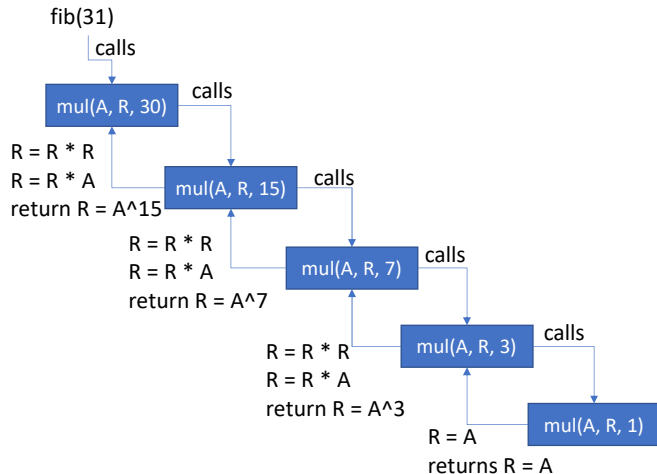 fib(31)
calls
mul(A, R, 30)
calls
R = R * R
R = R * A
return R = A^15
mul(A, R, 15)
calls
R = R * R
R = R * A
return R = A^7
mul(A, R, 7)
calls
R = R * R
R = R * A
return R = A^3
mul(A, R, 3)
calls
R = A
returns R = A
mul(A, R, 1)